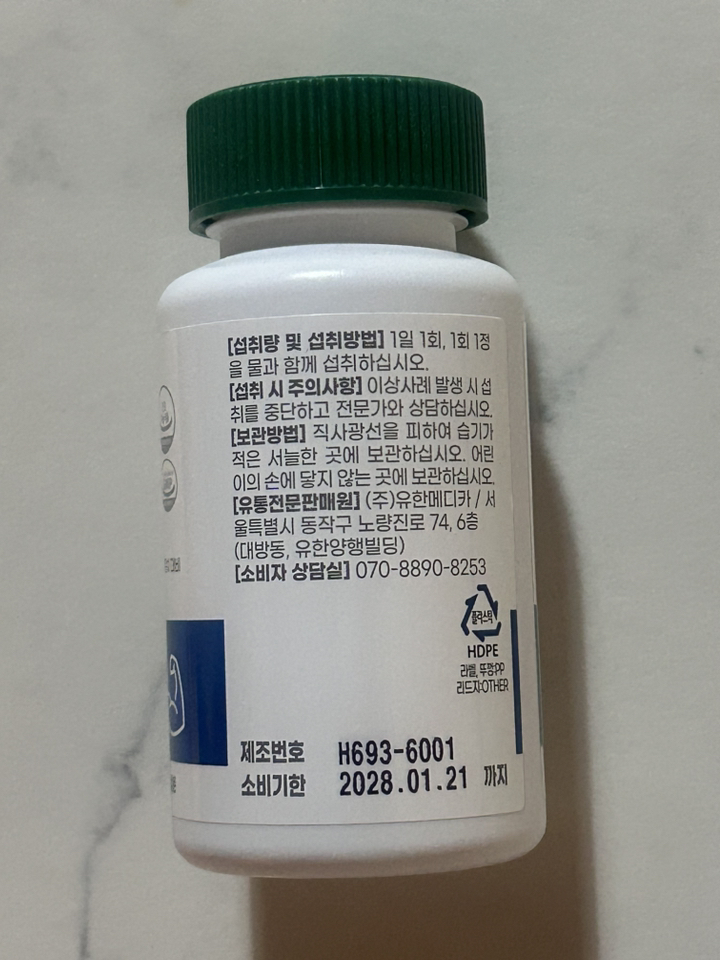 [섭취량 및 섭취방법] 1일 1회, 1회 1정
을 물과 함께 섭취하십시오.
[섭취 시 주의사항] 이상사례 발생 시 섭
취를 중단하고 전문가와 상담하십시오.
[보관방법] 직사광선을 피하여 습기가
적은 서늘한 곳에 보관하십시오. 어린
이의 손에 닿지 않는 곳에 보관하십시오.
[유통전문판매원] (주)유한메디카 / 서
울특별시 동작구 노량진로 74, 6층
(대방동, 유한양행빌딩)
[소비자 상담실] 070-8890-8253
플라스틱
HDPE
라벨, 뚜껑:PP
리드지:OTHER
제조번호 H693-6001
소비기한 2028.01.21 까지